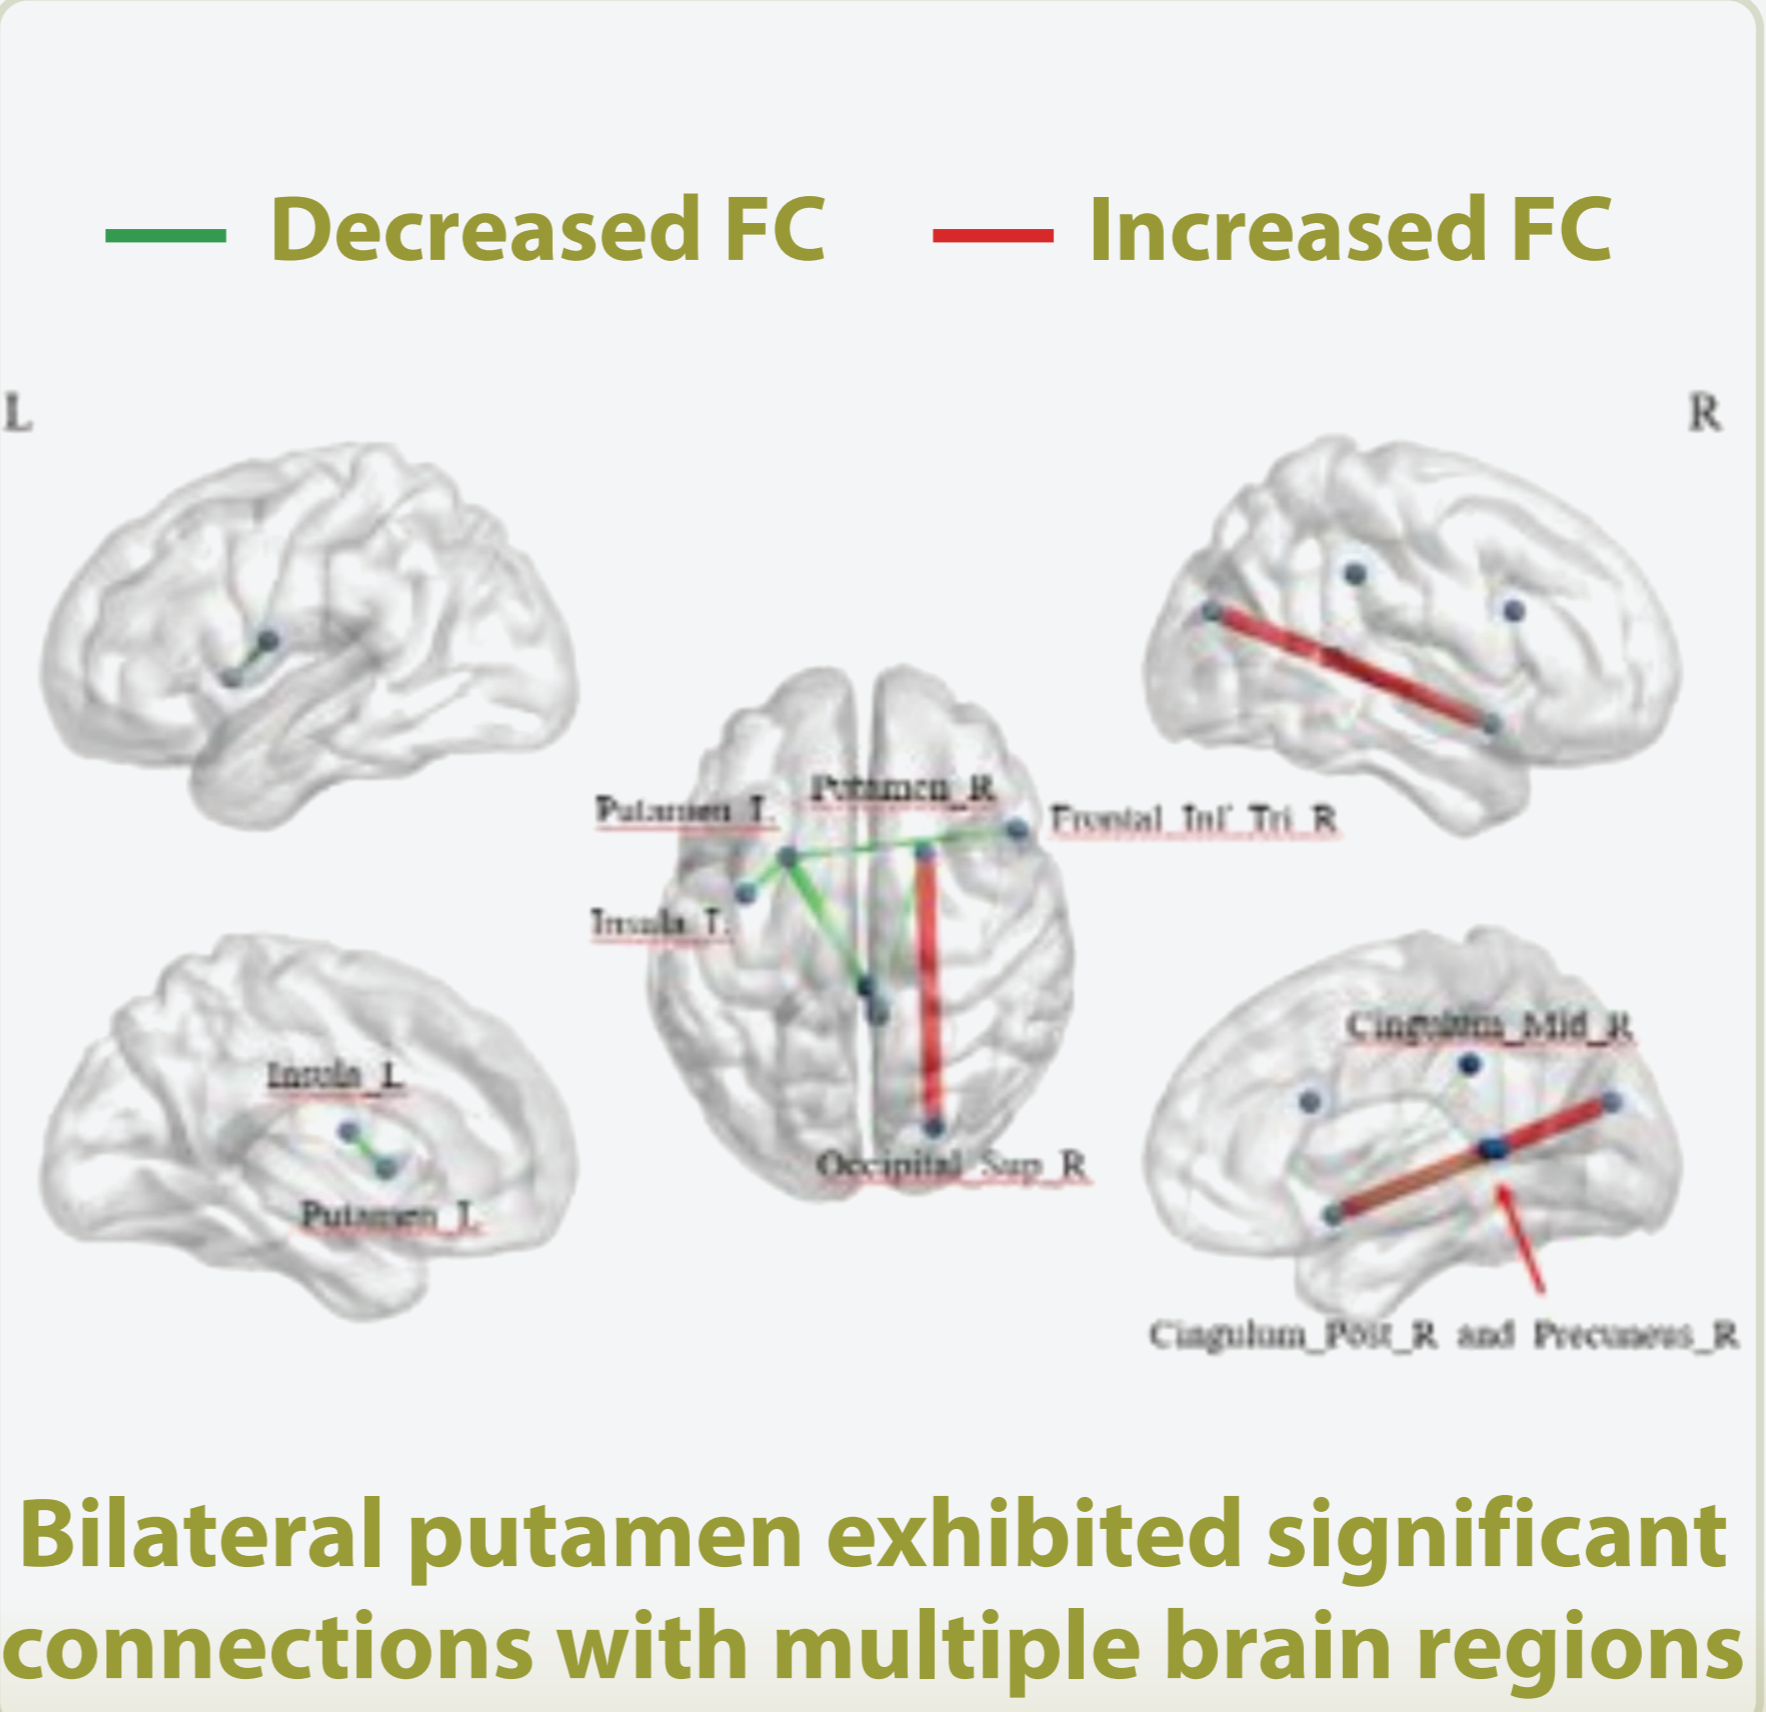 Decreased FC
Increased FC
L
R
Putamen_R
Putamen_L
Frontal_Inf_Tri_R
Insula_L
Cingulum_Mid_R
Insula_L
Occipital_Sup_R
Putamen_L
Cingulum_Post_R and Precuneus_R
Bilateral putamen exhibited significant
connections with multiple brain regions